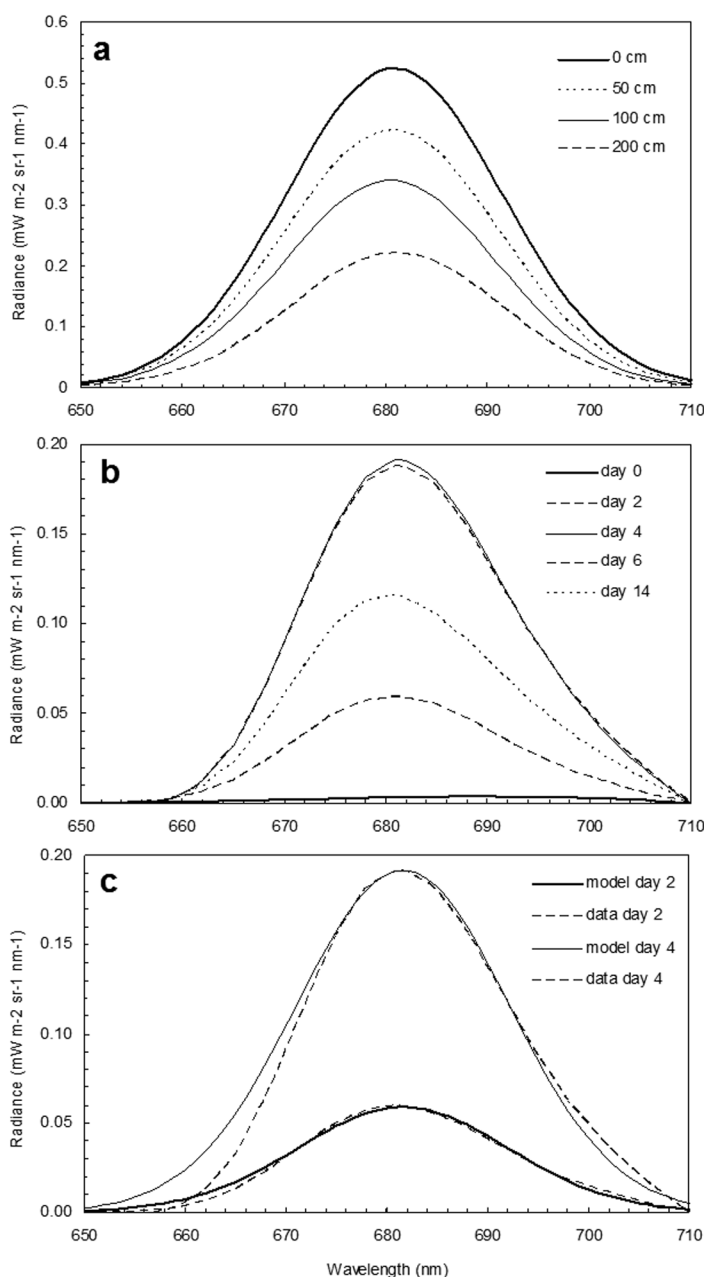 a
0.6
0.5
0.4
0.3
0.2
0.1
0
Radiance (mW m-2 sr-1 nm-1)
0 cm
50 cm
100 cm
200 cm
650 660 670 680 690 700 710
b
0.20
0.15
0.10
0.05
0.00
Radiance (mW m-2 sr-1 nm-1)
day 0
day 2
day 4
day 6
day 14
650 660 670 680 690 700 710
c
0.20
0.15
0.10
0.05
0.00
Radiance (mW m-2 sr-1 nm-1)
model day 2
data day 2
model day 4
data day 4
650 660 670 680 690 700 710
Wavelength (nm)